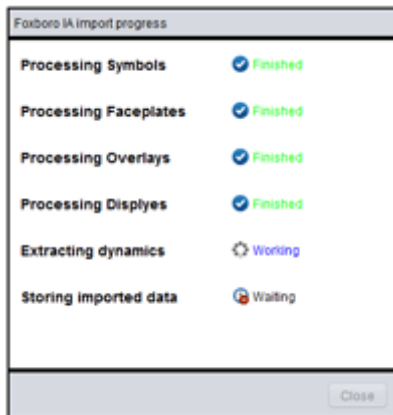 Foxboro IA import progress
Processing Symbols Finished
Processing Faceplates Finished
Processing Overlays Finished
Processing Displyes Finished
Extracting dynamics Working
Storing imported data Waiting
Close